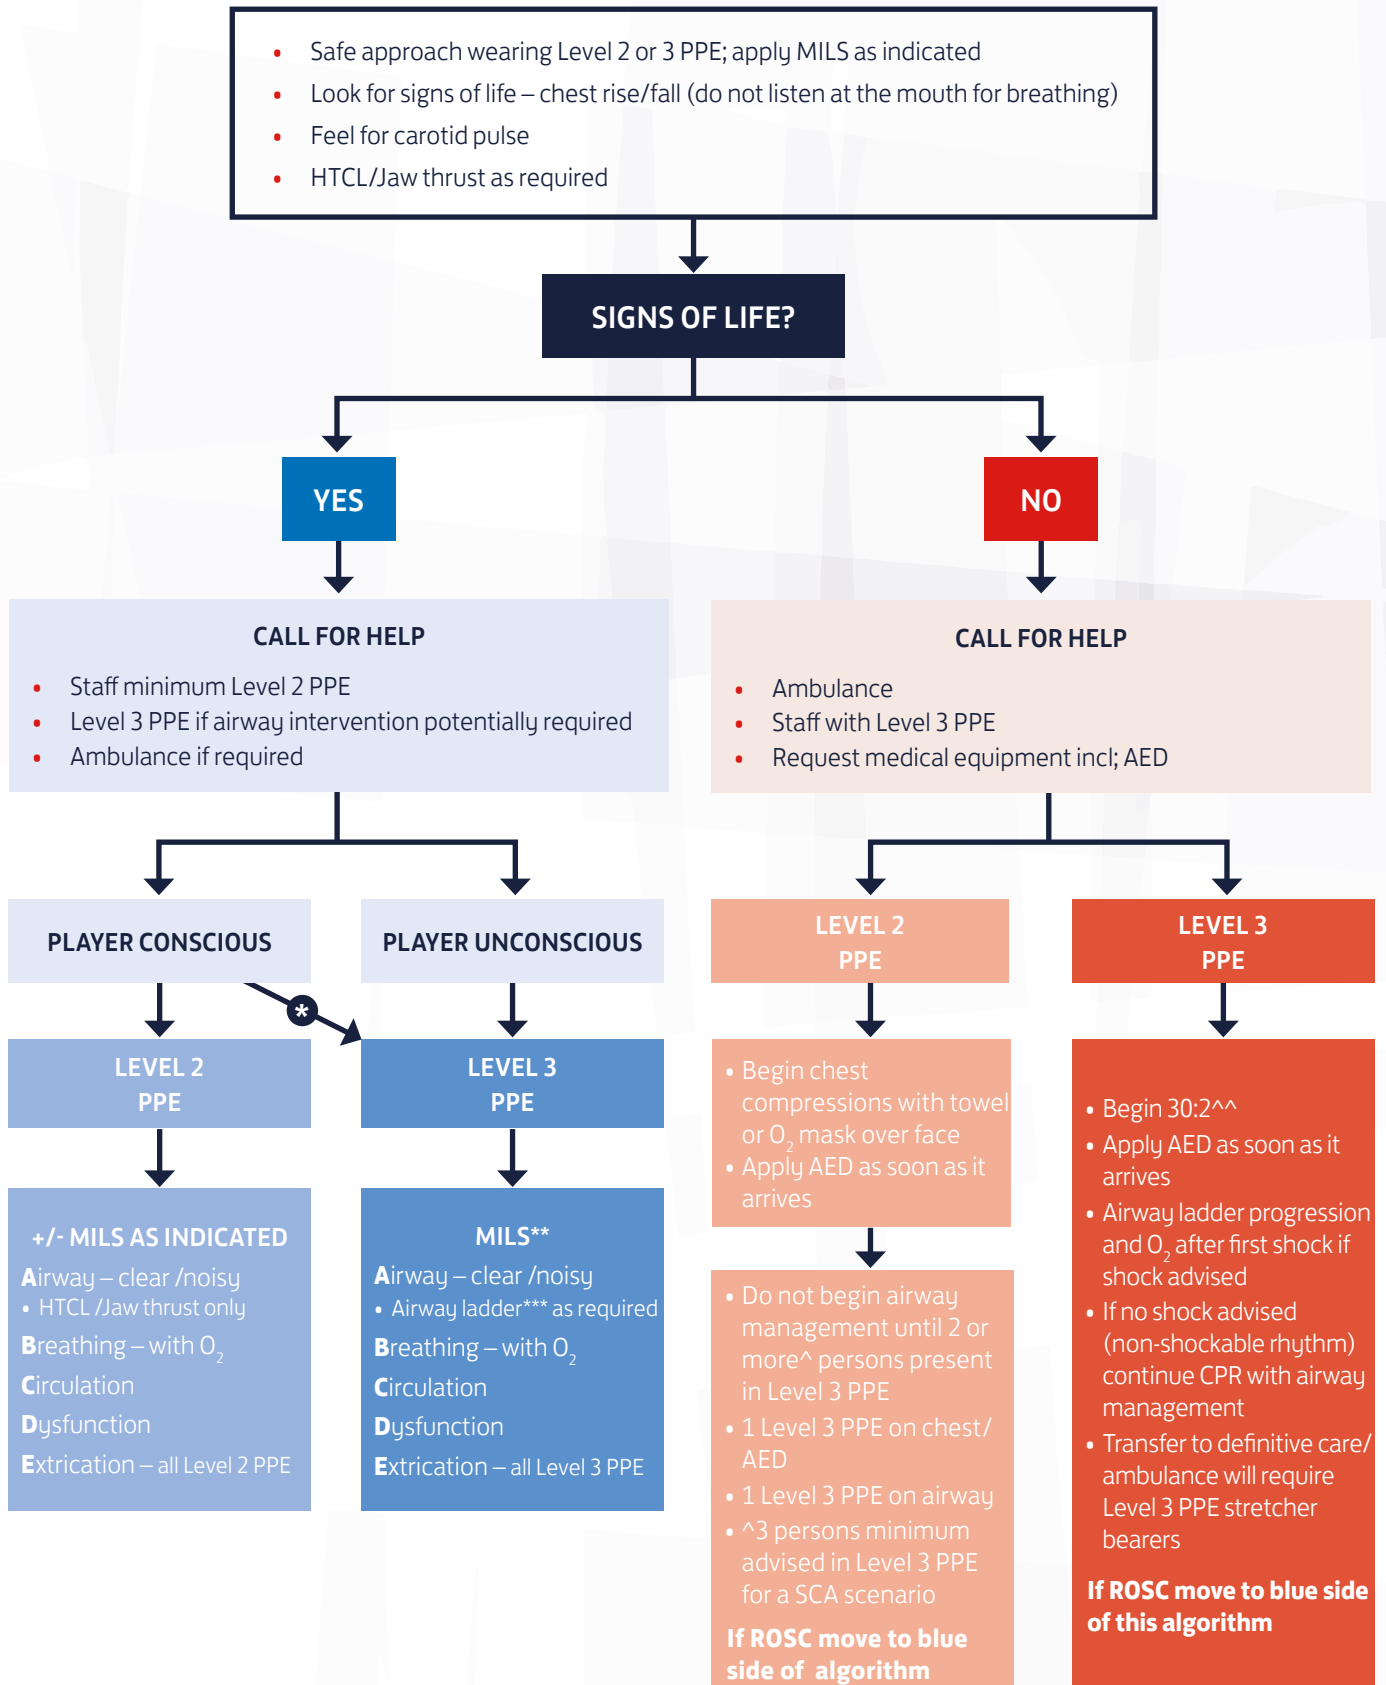 • Safe approach wearing Level 2 or 3 PPE; apply MILS as indicated
• Look for signs of life – chest rise/fall (do not listen at the mouth for breathing)
• Feel for carotid pulse
• HTCL/Jaw thrust as required
SIGNS OF LIFE?
YES
CALL FOR HELP
• Staff minimum Level 2 PPE
• Level 3 PPE if airway intervention potentially required
• Ambulance if required
PLAYER CONSCIOUS
*
LEVEL 2
PPE
+/- MILS AS INDICATED
Airway – clear /noisy
• HTCL /Jaw thrust only
Breathing – with O₂
Circulation
Dysfunction
Extrication – all Level 2 PPE
PLAYER UNCONSCIOUS
LEVEL 3
PPE
MILS**
Airway – clear /noisy
• Airway ladder*** as required
Breathing – with O₂
Circulation
Dysfunction
Extrication – all Level 3 PPE
NO
CALL FOR HELP
• Ambulance
• Staff with Level 3 PPE
• Request medical equipment incl; AED
LEVEL 2
PPE
• Begin chest
compressions with towel
or O₂ mask over face
• Apply AED as soon as it
arrives
• Do not begin airway
management until 2 or
more^ persons present
in Level 3 PPE
• 1 Level 3 PPE on chest/
AED
• 1 Level 3 PPE on airway
• ^3 persons minimum
advised in Level 3 PPE
for a SCA scenario
If ROSC move to blue
side of algorithm
LEVEL 3
PPE
• Begin 30:2^^
• Apply AED as soon as it
arrives
• Airway ladder progression
and O₂ after first shock if
shock advised
• If no shock advised
(non-shockable rhythm)
continue CPR with airway
management
• Transfer to definitive care/
ambulance will require
Level 3 PPE stretcher
bearers
If ROSC move to blue side
of this algorithm